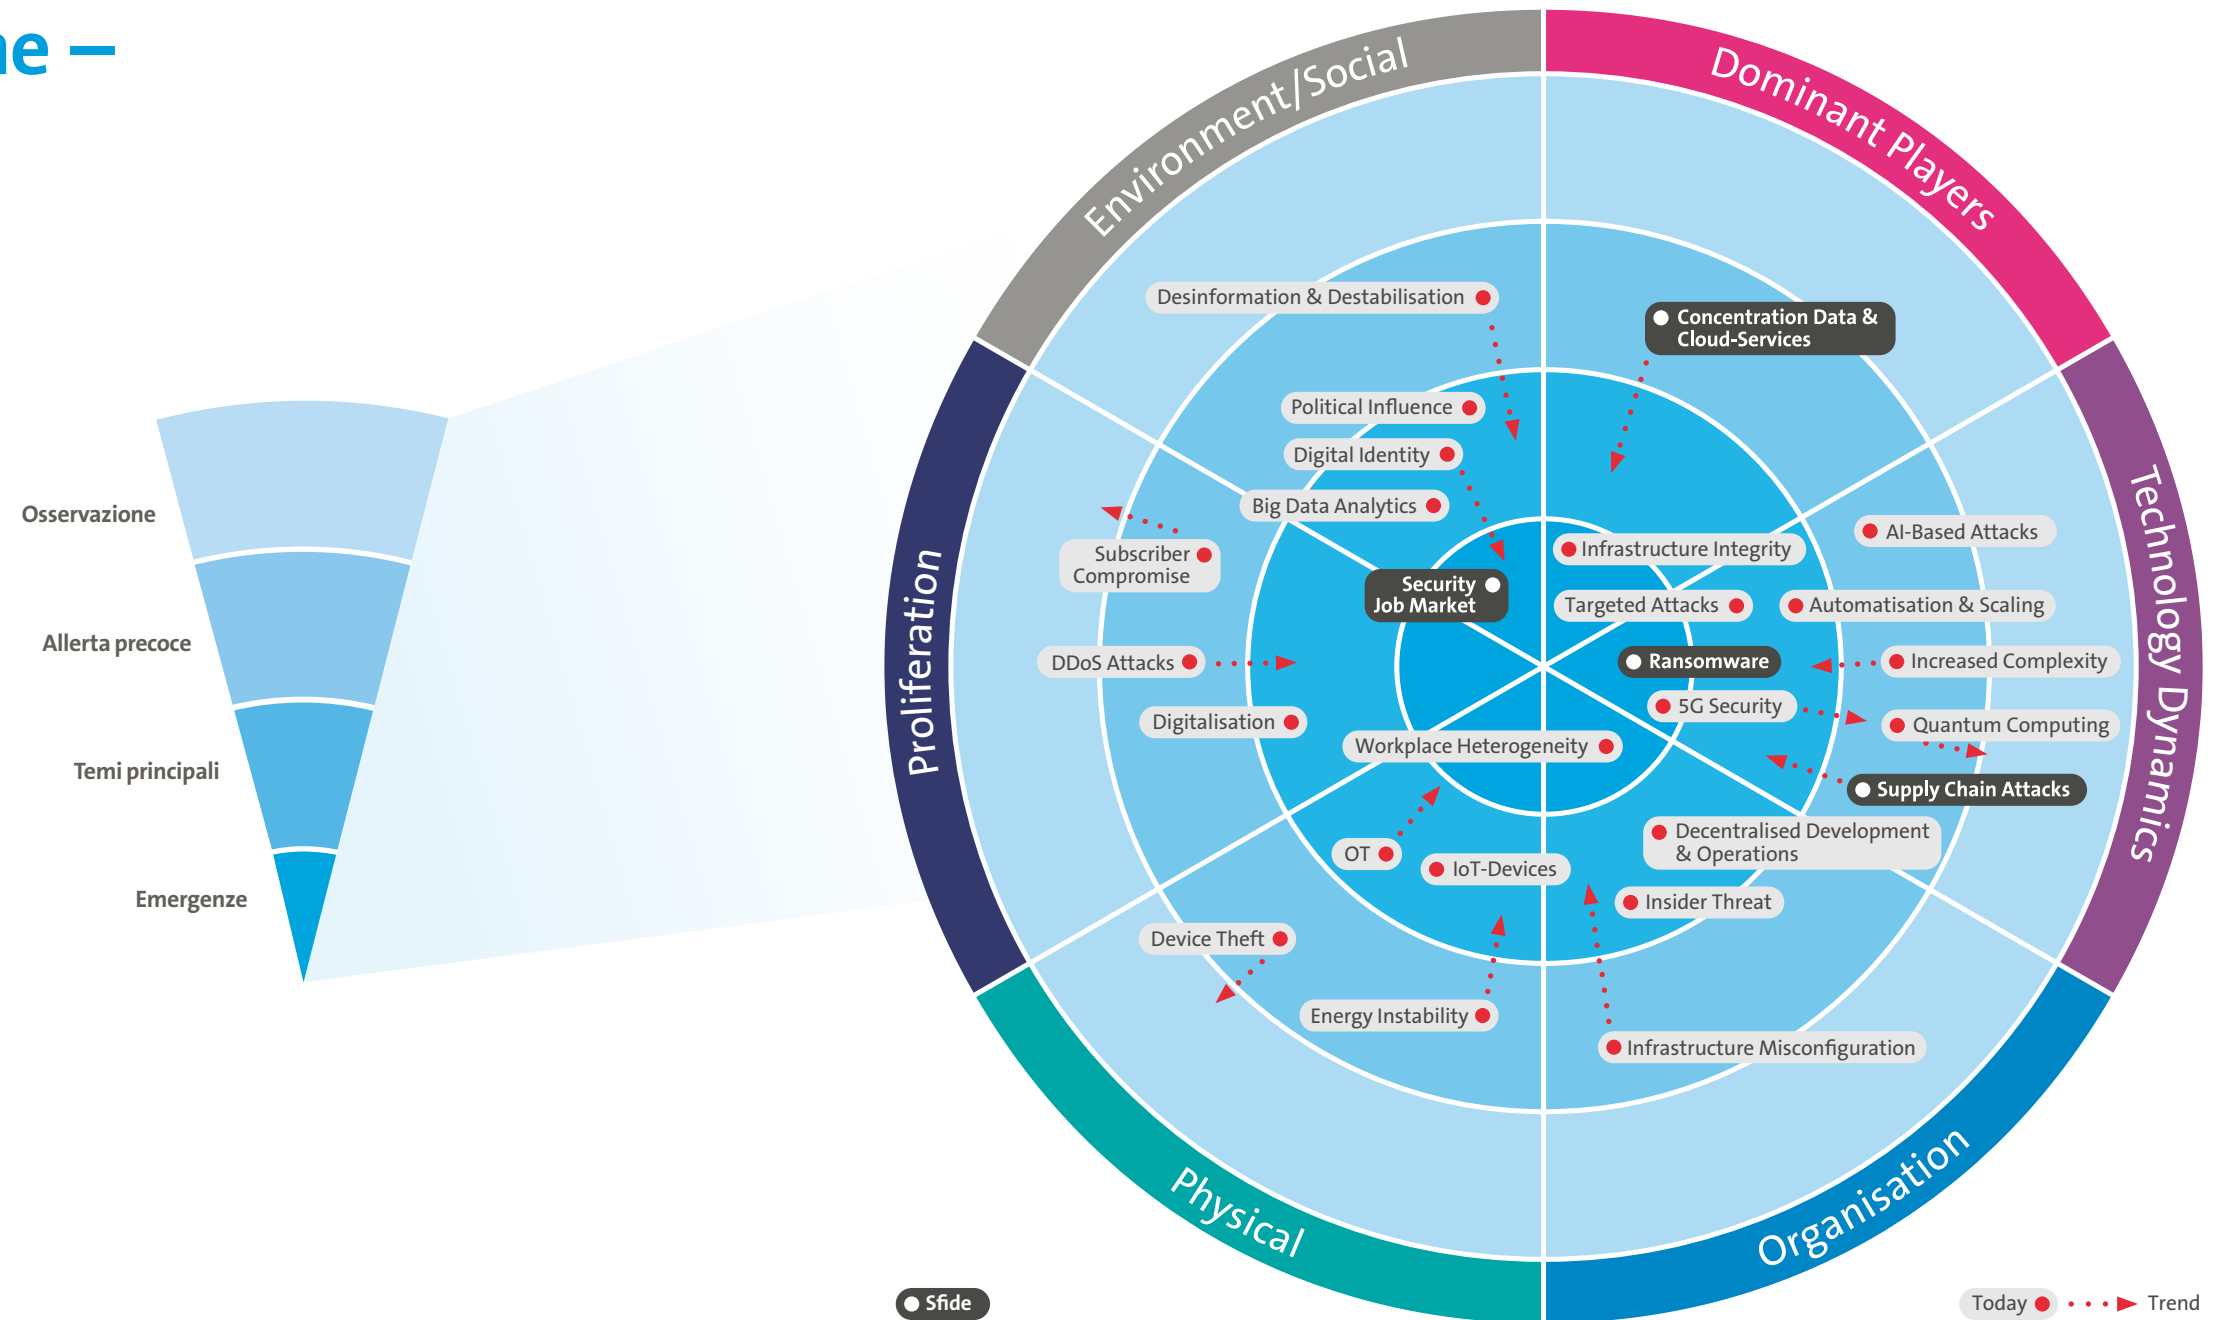 ne –
Osservazione
Allerta precoce
Temi principali
Emergenze
Environment/Social
Dominant Players
Technology Dynamics
Organisation
Physical
Proliferation
Desinformation & Destabilisation
Political Influence
Digital Identity
Big Data Analytics
Security
Job Market
Concentration Data &
Cloud-Services
Infrastructure Integrity
Targeted Attacks
AI-Based Attacks
Automatisation & Scaling
Ransomware
Increased Complexity
5G Security
Quantum Computing
Supply Chain Attacks
Subscriber
Compromise
DDoS Attacks
Digitalisation
Workplace Heterogeneity
OT
IoT-Devices
Device Theft
Energy Instability
Decentralised Development
& Operations
Insider Threat
Infrastructure Misconfiguration
Sfide
Today
Trend